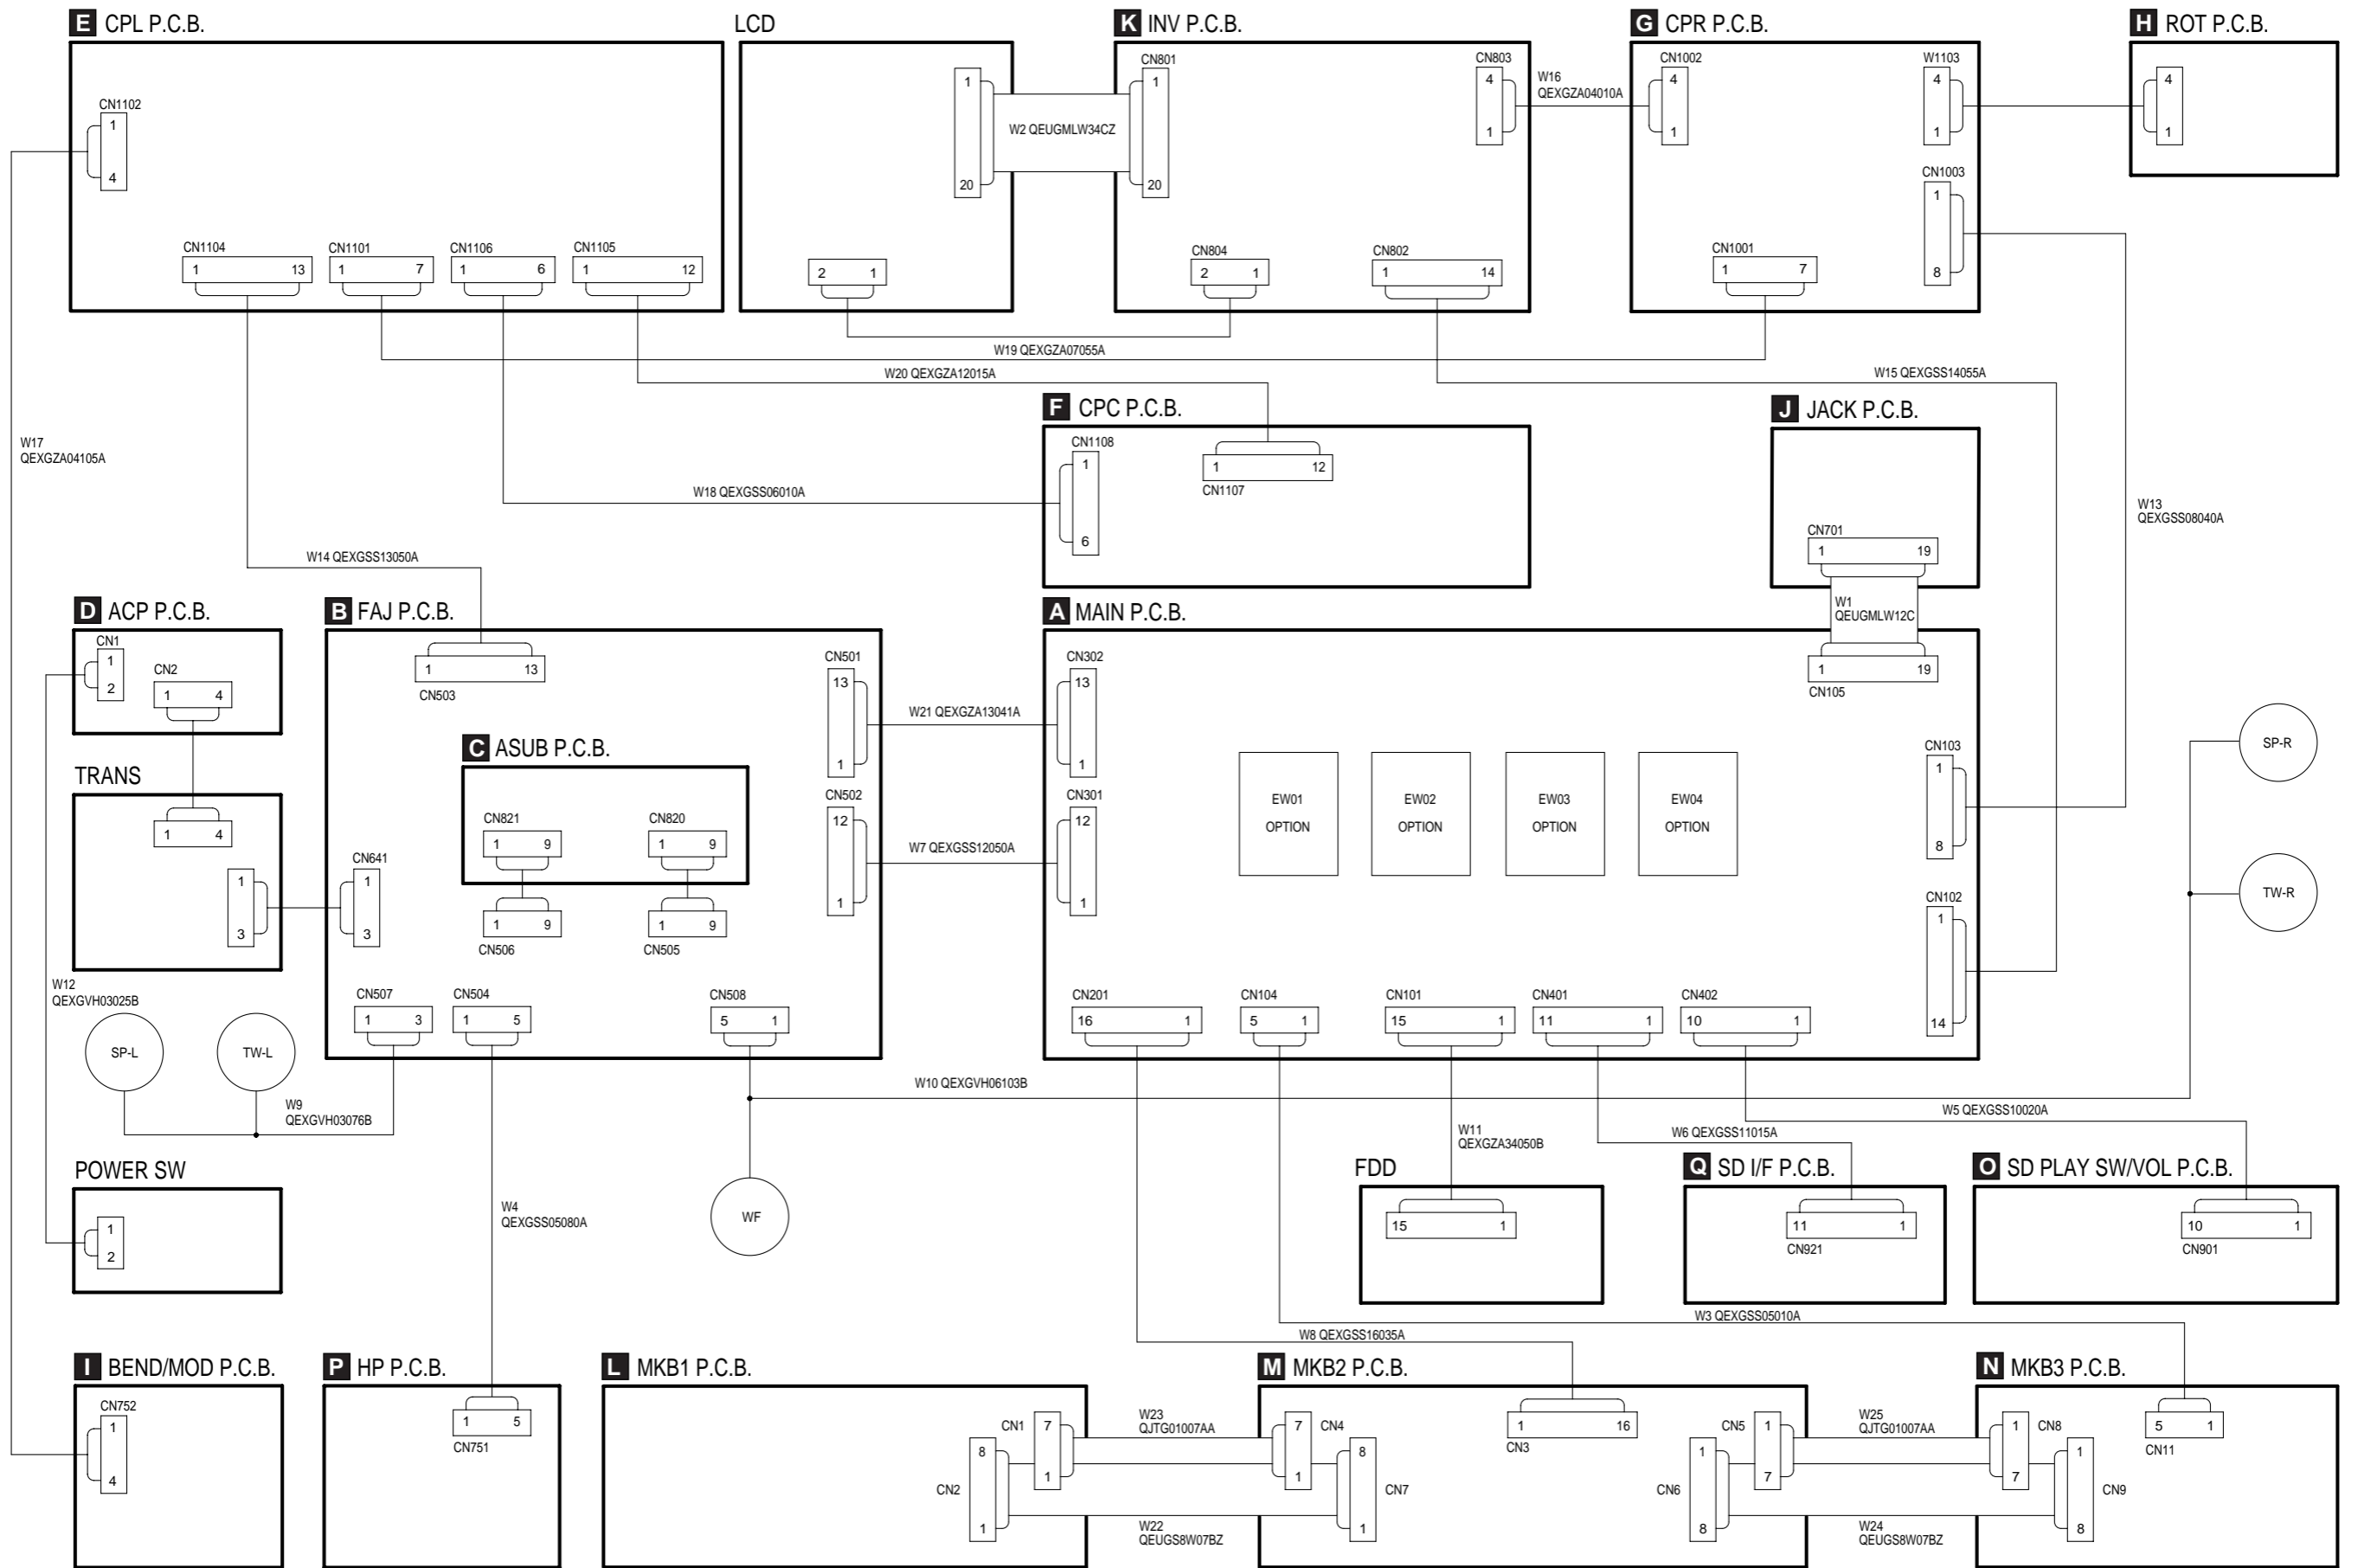 E CPL P.C.B.
LCD
K INV P.C.B.
G CPR P.C.B.
H ROT P.C.B.
CN1102
1
4
CN1104
1 13
CN1101
1 7
CN1106
1 6
CN1105
1 12
1
20
2 1
W2 QEUGMLW34CZ
CN801
1
20
CN803
4
1
CN804
2 1
CN802
1 14
W16
QEXGZA04010A
CN1002
4
1
W1103
4
1
CN1003
1
8
CN1001
1 7
4
1
W19 QEXGZA07055A
W20 QEXGZA12015A
W15 QEXGSS14055A
W17
QEXGZA04105A
F CPC P.C.B.
CN1108
1
6
1 12
CN1107
J JACK P.C.B.
CN701
1 19
W18 QEXGSS06010A
W13
QEXGSS08040A
W14 QEXGSS13050A
W1
QEUGMLW12C
D ACP P.C.B.
CN1
1
2
CN2
1 4
B FAJ P.C.B.
1 13
CN503
CN501
13
1
CN502
12
1
W21 QEXGZA13041A
W7 QEXGSS12050A
A MAIN P.C.B.
CN302
13
1
CN301
12
1
1 19
CN105
EW01
OPTION
EW02
OPTION
EW03
OPTION
EW04
OPTION
CN103
1
8
CN102
1
14
SP-R
TW-R
C ASUB P.C.B.
CN821
1 9
CN820
1 9
1 9
CN506
1 9
CN505
TRANS
1 4
1
3
CN641
1
3
CN507
1 3
CN504
1 5
CN508
5 1
CN201
16 1
CN104
5 1
CN101
15 1
CN401
11 1
CN402
10 1
W12
QEXGVH03025B
SP-L
TW-L
W9
QEXGVH03076B
W10 QEXGVH06103B
W5 QEXGSS10020A
W11
QEXGZA34050B
W6 QEXGSS11015A
POWER SW
1
2
W4
QEXGSS05080A
WF
FDD
15 1
Q SD I/F P.C.B.
11 1
CN921
O SD PLAY SW/VOL P.C.B.
10 1
CN901
W3 QEXGSS05010A
W8 QEXGSS16035A
I BEND/MOD P.C.B.
CN752
1
4
P HP P.C.B.
1 5
CN751
L MKB1 P.C.B.
CN1
7
1
CN2
8
1
W23
QJTG01007AA
W22
QEUGS8W07BZ
M MKB2 P.C.B.
7
1
CN4
8
1
CN7
1 16
CN3
CN5
1
7
CN6
1
8
W25
QJTG01007AA
W24
QEUGS8W07BZ
N MKB3 P.C.B.
1
7
CN8
1
8
CN9
5 1
CN11